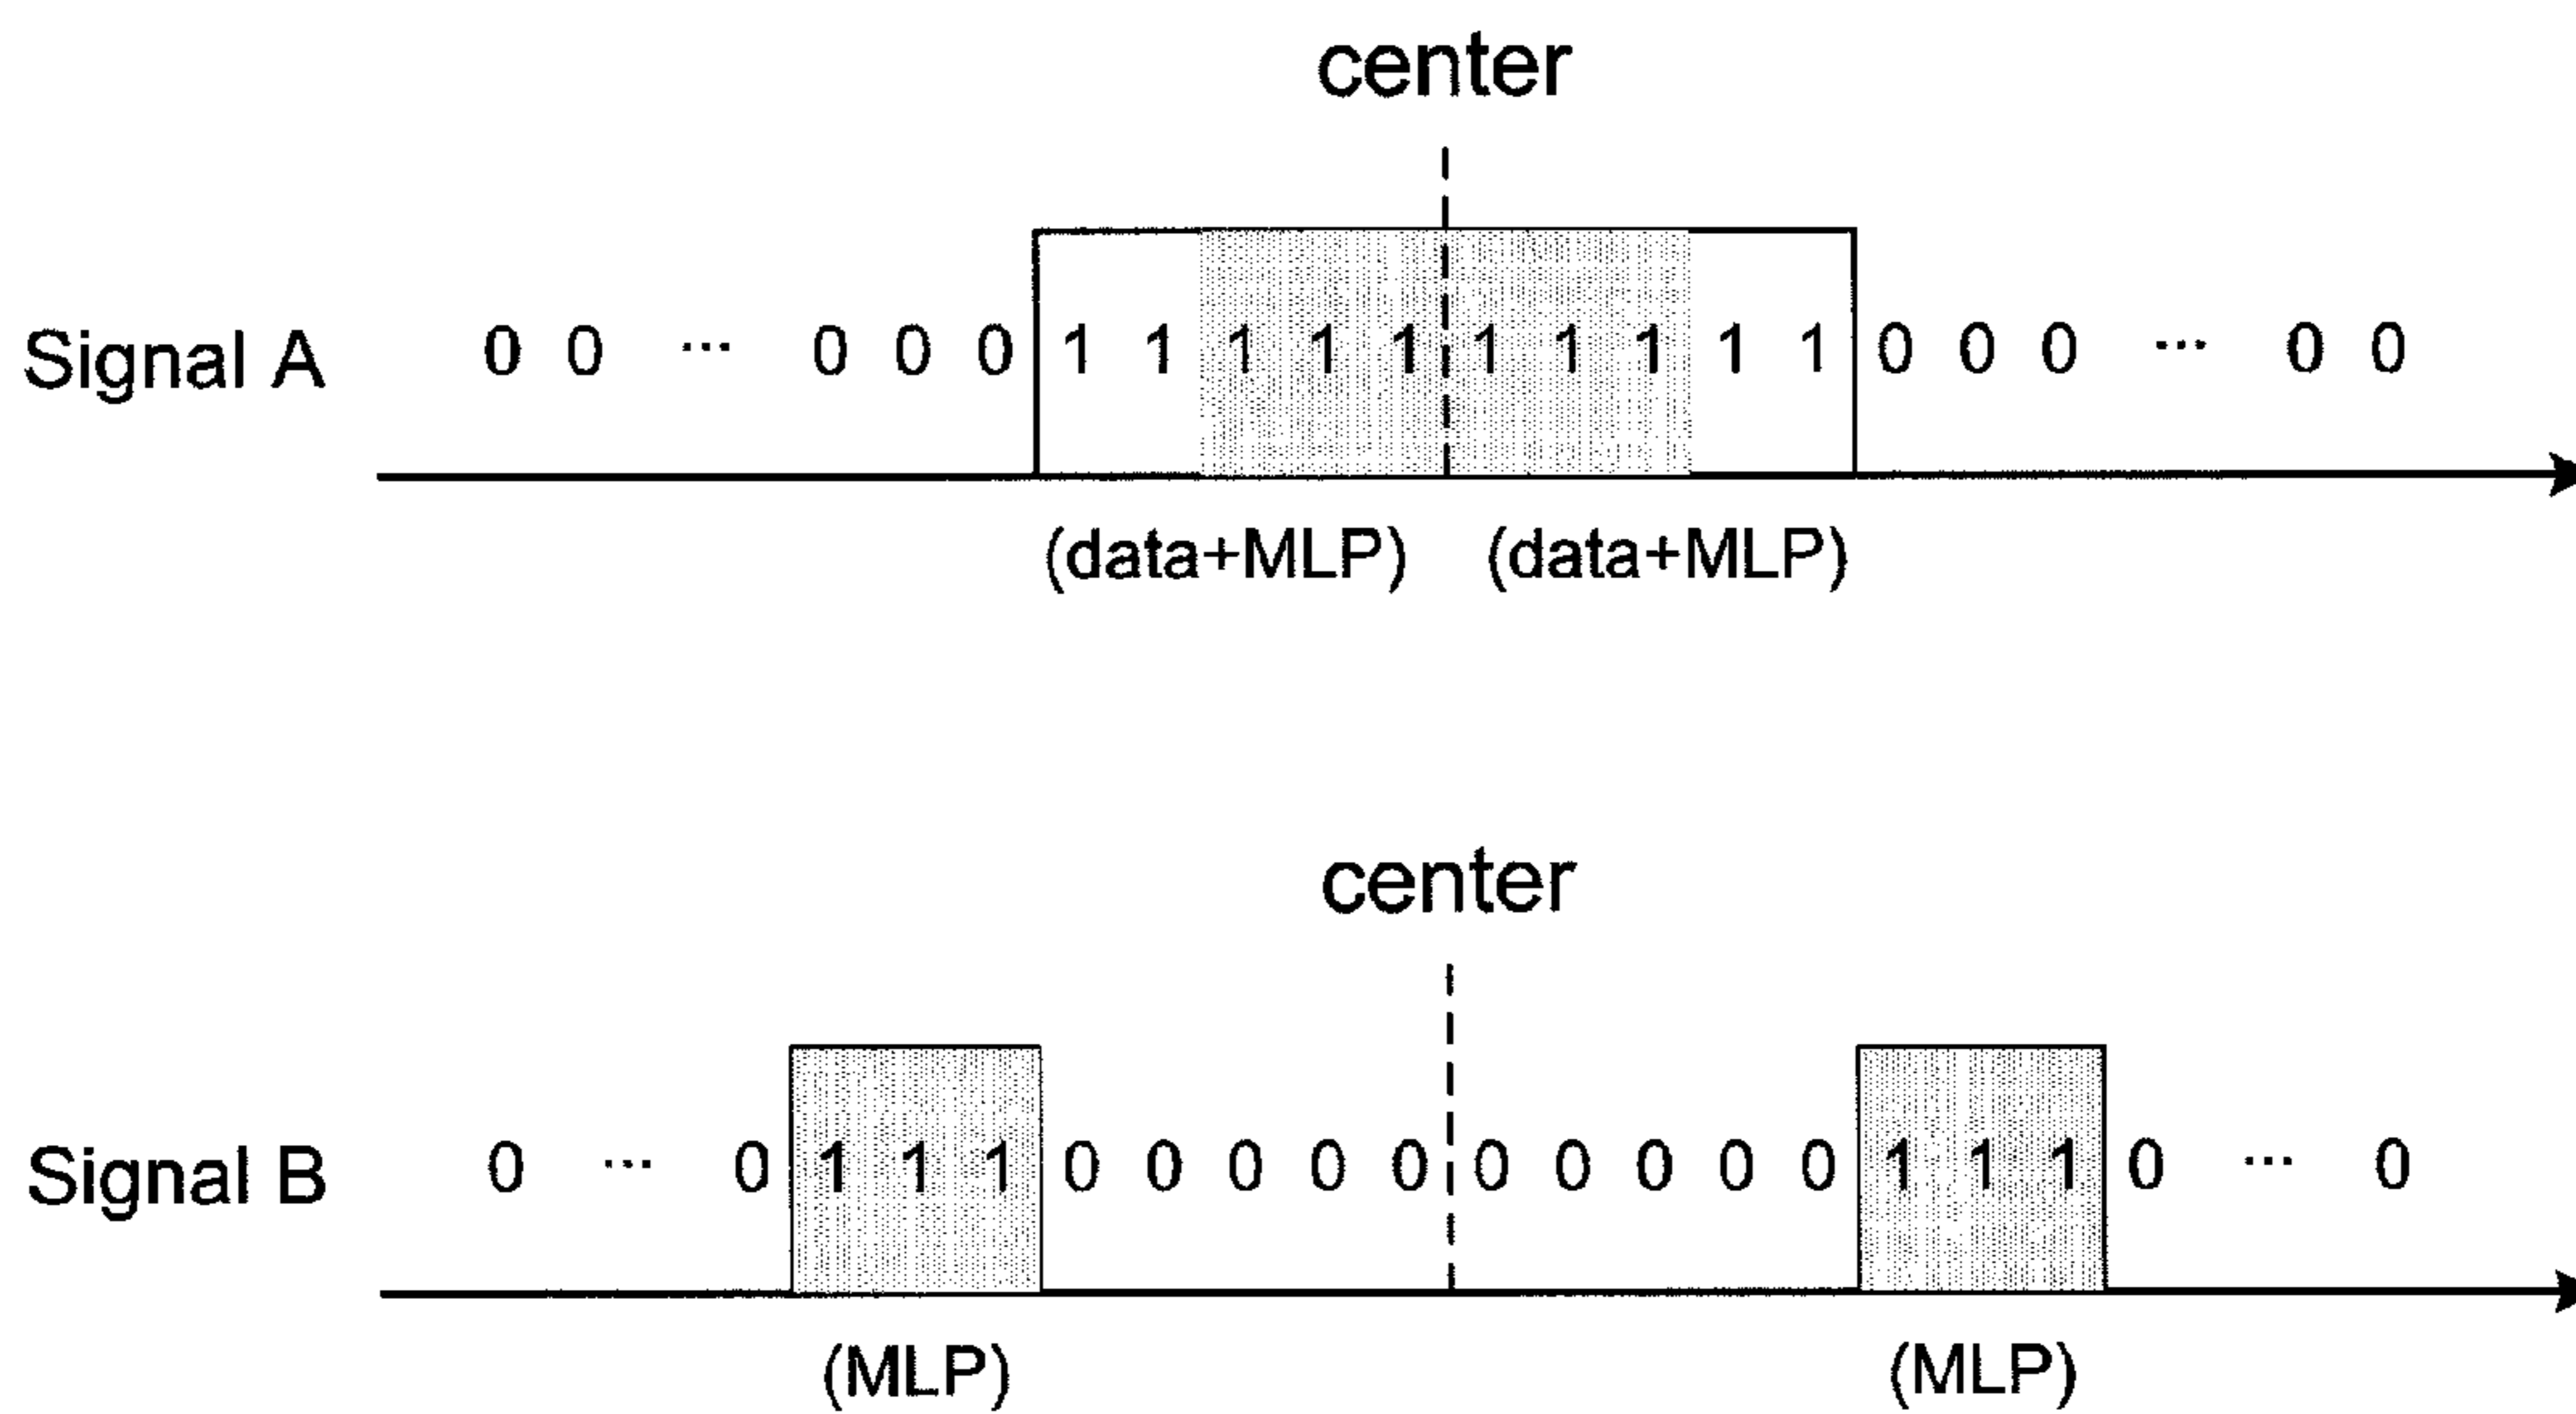 center
Signal A 0 0 ... 0 0 0 1 1 1 1 1 1 1 1 1 1 0 0 0 ... 0 0
(data+MLP) (data+MLP)
center
Signal B 0 ... 0 1 1 1 0 0 0 0 0 0 0 0 0 0 1 1 1 0 ... 0
(MLP) (MLP)